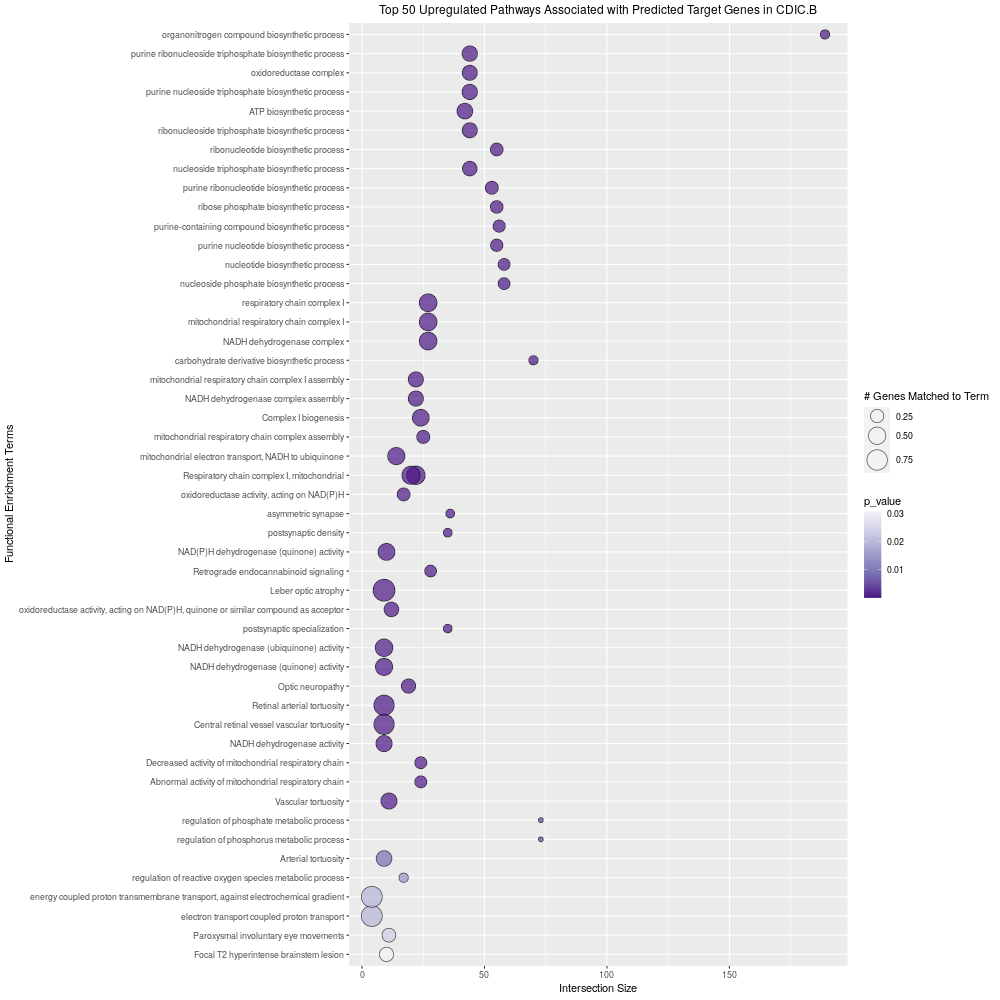 Top 50 Upregulated Pathways Associated with Predicted Target Genes in CDIC.B
Functional Enrichment Terms
organonitrogen compound biosynthetic process
purine ribonucleoside triphosphate biosynthetic process
oxidoreductase complex
purine nucleoside triphosphate biosynthetic process
ATP biosynthetic process
ribonucleoside triphosphate biosynthetic process
ribonucleotide biosynthetic process
nucleoside triphosphate biosynthetic process
purine ribonucleotide biosynthetic process
ribose phosphate biosynthetic process
purine-containing compound biosynthetic process
purine nucleotide biosynthetic process
nucleotide biosynthetic process
nucleoside phosphate biosynthetic process
respiratory chain complex I
mitochondrial respiratory chain complex I
NADH dehydrogenase complex
carbohydrate derivative biosynthetic process
mitochondrial respiratory chain complex I assembly
NADH dehydrogenase complex assembly
Complex I biogenesis
mitochondrial respiratory chain complex assembly
mitochondrial electron transport, NADH to ubiquinone
Respiratory chain complex I, mitochondrial
oxidoreductase activity, acting on NAD(P)H
asymmetric synapse
postsynaptic density
NAD(P)H dehydrogenase (quinone) activity
Retrograde endocannabinoid signaling
Leber optic atrophy
oxidoreductase activity, acting on NAD(P)H, quinone or similar compound as acceptor
postsynaptic specialization
NADH dehydrogenase (ubiquinone) activity
NADH dehydrogenase (quinone) activity
Optic neuropathy
Retinal arterial tortuosity
Central retinal vessel vascular tortuosity
NADH dehydrogenase activity
Decreased activity of mitochondrial respiratory chain
Abnormal activity of mitochondrial respiratory chain
Vascular tortuosity
regulation of phosphate metabolic process
regulation of phosphorus metabolic process
Arterial tortuosity
regulation of reactive oxygen species metabolic process
energy coupled proton transmembrane transport, against electrochemical gradient
electron transport coupled proton transport
Paroxysmal involuntary eye movements
Focal T2 hyperintense brainstem lesion
0 50 100 150
Intersection Size
# Genes Matched to Term
0.25
0.50
0.75
p_value
0.03
0.02
0.01